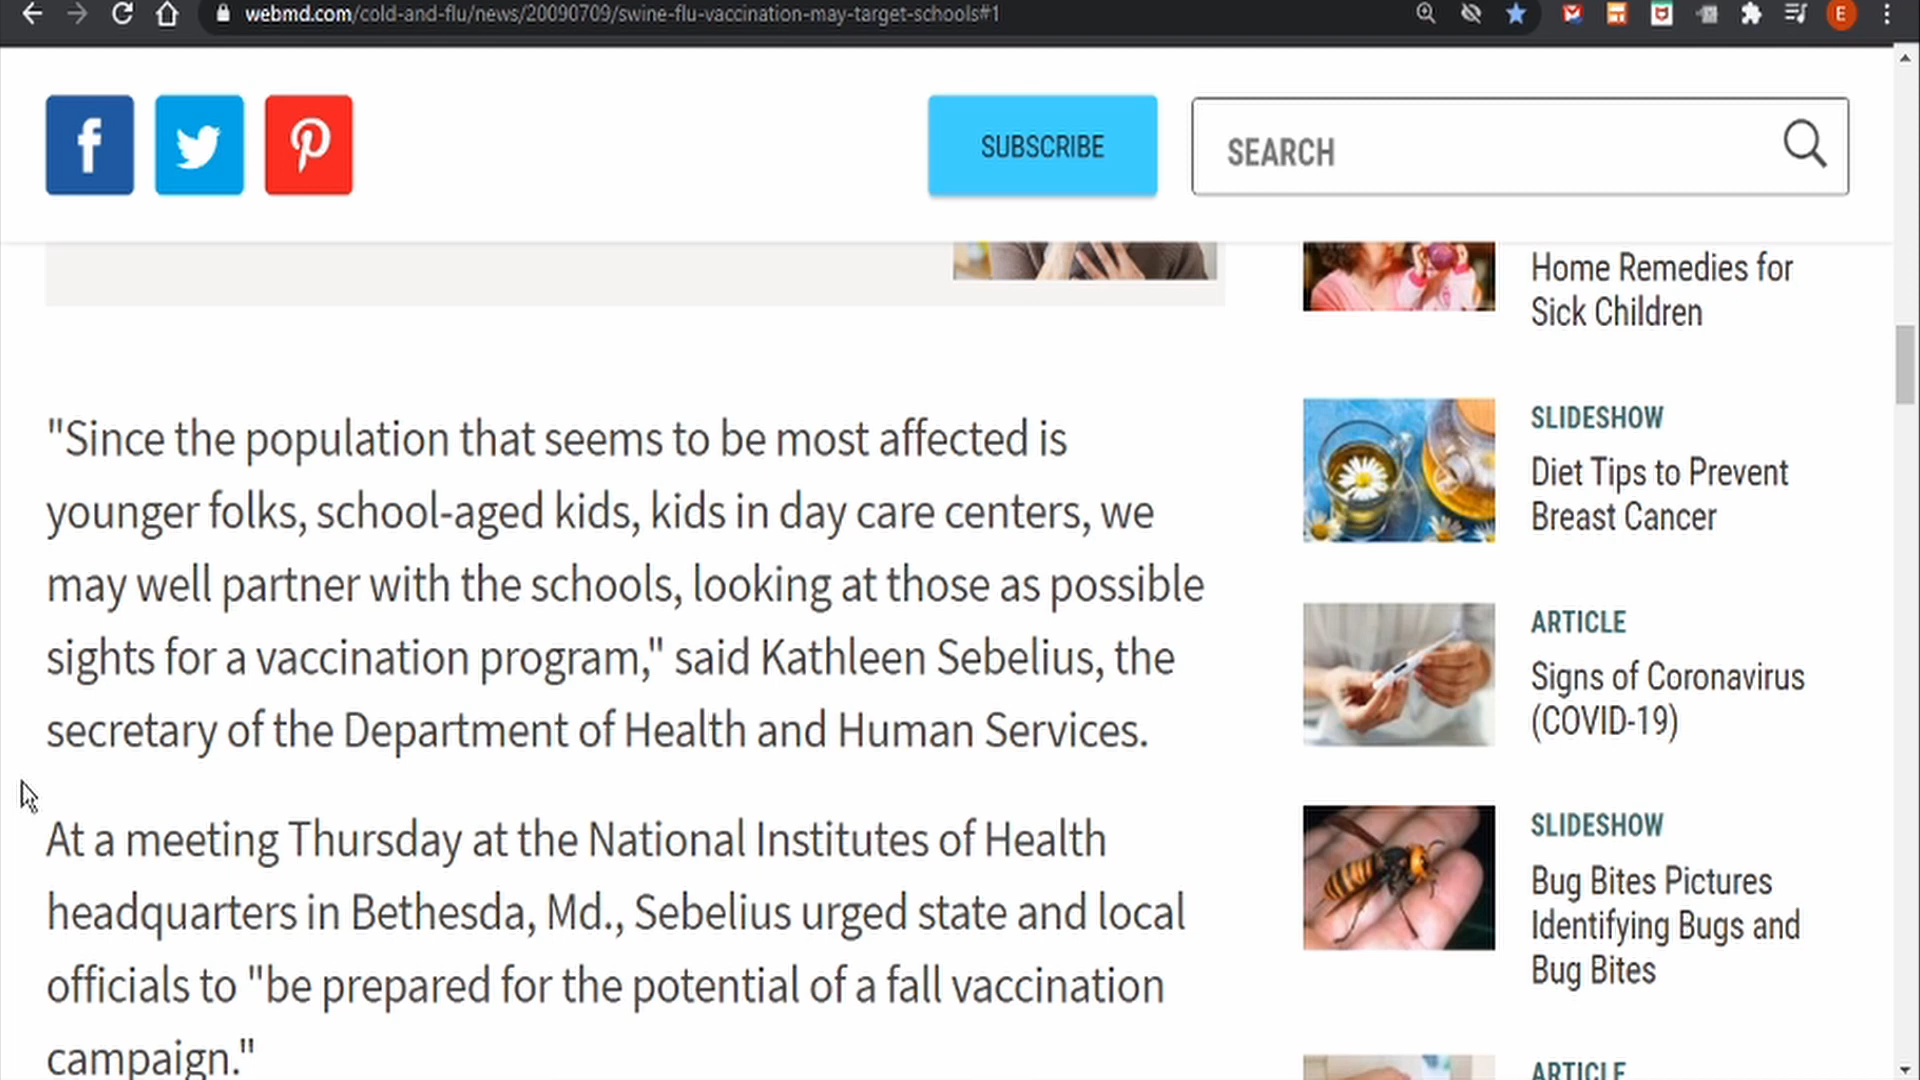 webmd.com/cold-and-flu/news/20090709/swine-flu-vaccination-may-target-schools#1
E
SUBSCRIBE
SEARCH
"Since the population that seems to be most affected is
younger folks, school-aged kids, kids in day care centers, we
may well partner with the schools, looking at those as possible
sights for a vaccination program," said Kathleen Sebelius, the
secretary of the Department of Health and Human Services.
At a meeting Thursday at the National Institutes of Health
headquarters in Bethesda, Md., Sebelius urged state and local
officials to "be prepared for the potential of a fall vaccination
campaign."
Home Remedies for
Sick Children
SLIDESHOW
Diet Tips to Prevent
Breast Cancer
ARTICLE
Signs of Coronavirus
(COVID-19)
SLIDESHOW
Bug Bites Pictures
Identifying Bugs and
Bug Bites
ARTICLE